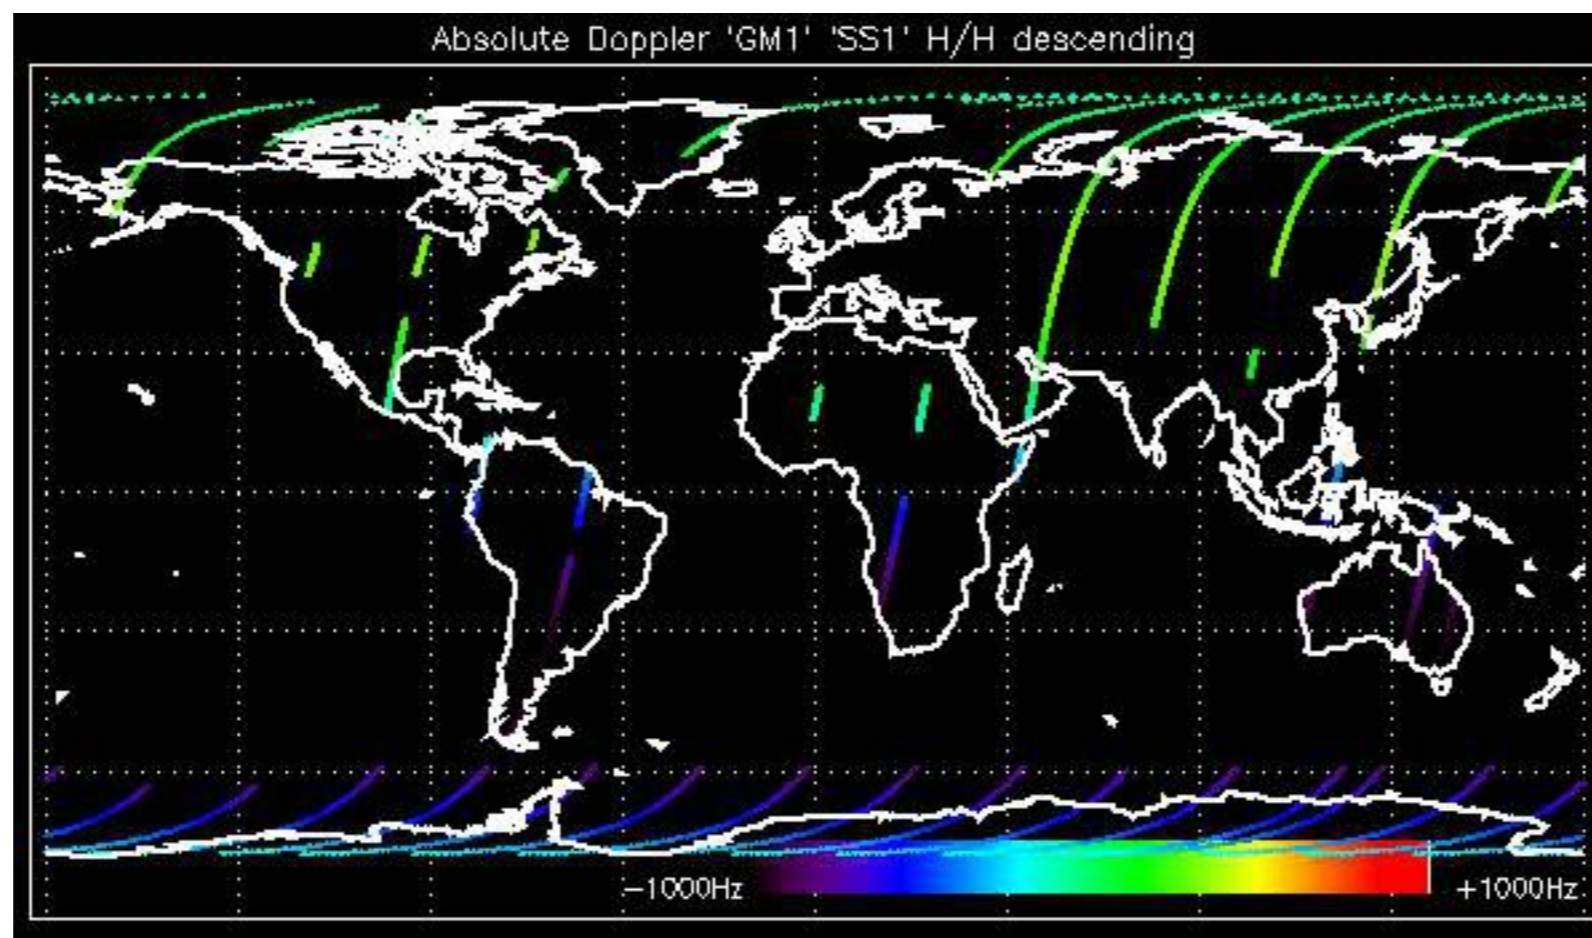 Absolute Doppler 'GM1' 'SS1' H/H descending
−1000Hz
+1000Hz